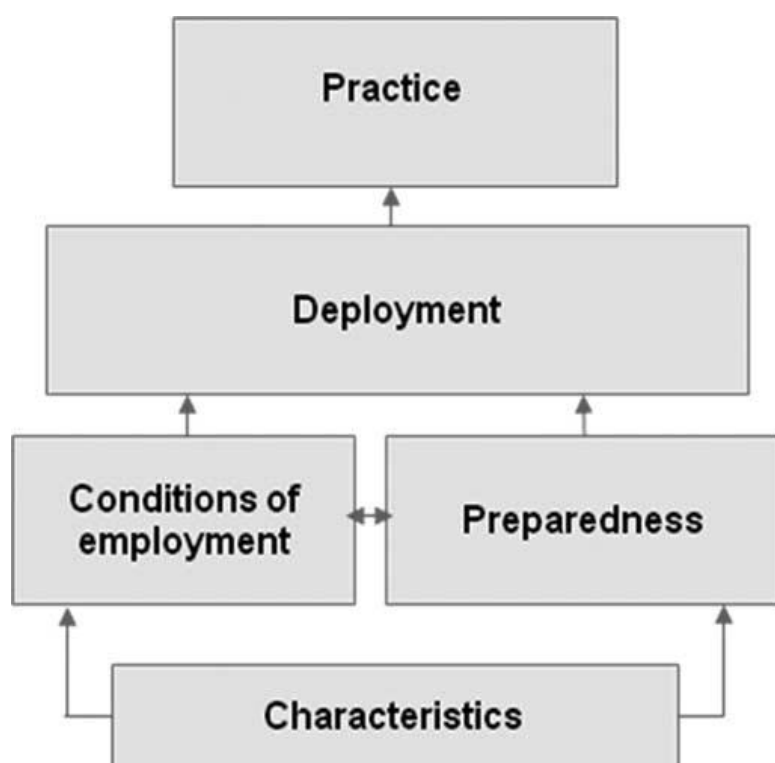 Practice
Deployment
Conditions of
employment
Preparedness
Characteristics